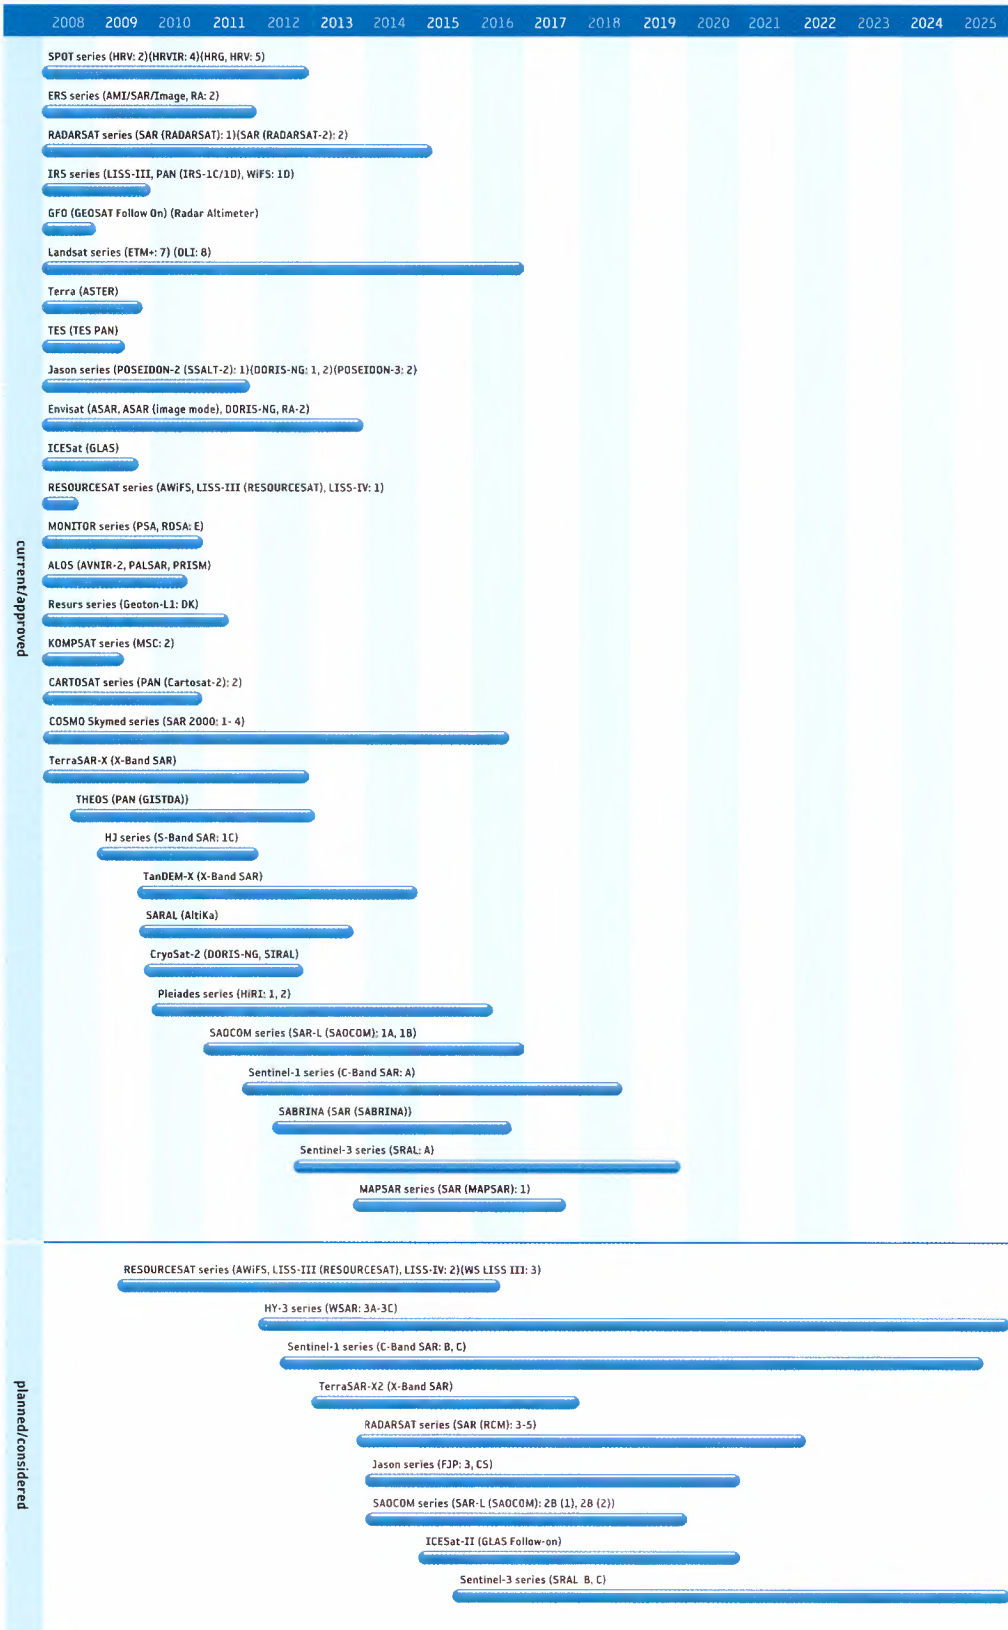 2008 2009 2010 2011 2012 2013 2014 2015 2016 2017 2018 2019 2020 2021 2022 2023 2024 2025
current/approved
SPOT series (HRV: 2)(HRVIR: 4)(HRG, HRV: 5)
ERS series (AMI/SAR/Image, RA: 2)
RADARSAT series (SAR (RADARSAT): 1)(SAR (RADARSAT-2): 2)
IRS series (LISS-III, PAN (IRS-1C/1D), WiFS: 1D)
GFO (GEOSAT Follow On) (Radar Altimeter)
Landsat series (ETM+: 7) (OLI: 8)
Terra (ASTER)
TES (TES PAN)
Jason series (POSEIDON-2 (SSALT-2): 1)(DORIS-NG: 1, 2)(POSEIDON-3: 2)
Envisat (ASAR, ASAR (image mode), DORIS-NG, RA-2)
ICESat (GLAS)
RESOURCESAT series (AWiFS, LISS-III (RESOURCESAT), LISS-IV: 1)
MONITOR series (PSA, RDSA: E)
ALOS (AVNIR-2, PALSAR, PRISM)
Resurs series (Geoton-L1: DK)
KOMPSAT series (MSC: 2)
CARTOSAT series (PAN (Cartosat-2): 2)
COSMO Skymed series (SAR 2000: 1- 4)
TerraSAR-X (X-Band SAR)
THEOS (PAN (GISTDA))
HJ series (S-Band SAR: 1C)
TanDEM-X (X-Band SAR)
SARAL (AltiKa)
CryoSat-2 (DORIS-NG, SIRAL)
Pleiades series (HiRI: 1, 2)
SAOCOM series (SAR-L (SAOCOM): 1A, 1B)
Sentinel-1 series (C-Band SAR: A)
SABRINA (SAR (SABRINA))
Sentinel-3 series (SRAL: A)
MAPSAR series (SAR (MAPSAR): 1)
planned/considered
RESOURCESAT series (AWiFS, LISS-III (RESOURCESAT), LISS-IV: 2)(WS LISS III: 3)
HY-3 series (WSAR: 3A-3C)
Sentinel-1 series (C-Band SAR: B, C)
TerraSAR-X2 (X-Band SAR)
RADARSAT series (SAR (RCM): 3-5)
Jason series (FJP: 3, CS)
SAOCOM series (SAR-L (SAOCOM): 2B (1), 2B (2))
ICESat-II (GLAS Follow-on)
Sentinel-3 series (SRAL B, C)